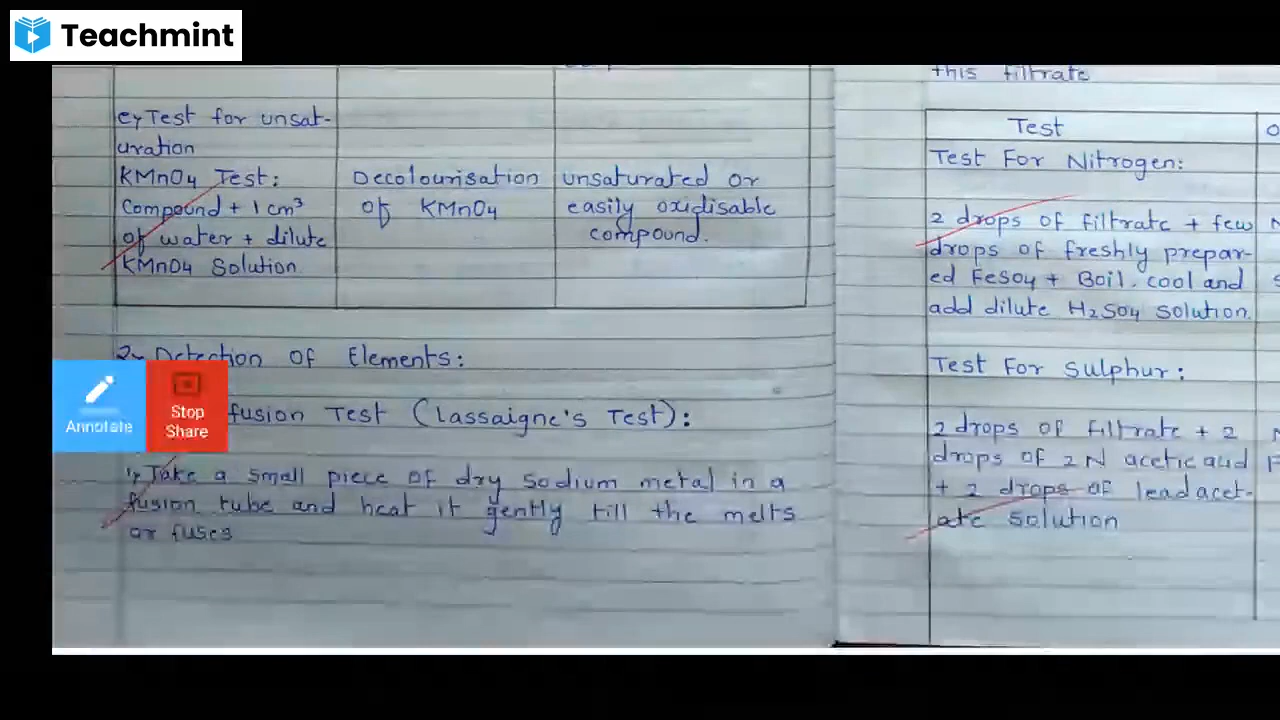 Teachmint
e, Test for unsat-
uration
KMnO4 Test:
Compound + 1 cm³
of water + dilute
KMnO4 Solution
Decolourisation
of KMnO4
unsaturated or
easily oxidisable
compound.
2, Detection of Elements:
fusion Test (Lassaigne's Test):
1, Take a small piece of dry sodium metal in a
fusion tube and heat it gently till the melts
or fuses
Annotate
Stop
Share
this filtrate
Test
Test For Nitrogen:
2 drops of filtrate + few
drops of freshly prepar-
ed FeSO4 + Boil. cool and
add dilute H2SO4 Solution.
Test For Sulphur:
2 drops of filtrate + 2
drops of 2N acetic acid
+ 2 drops of lead acet-
ate solution